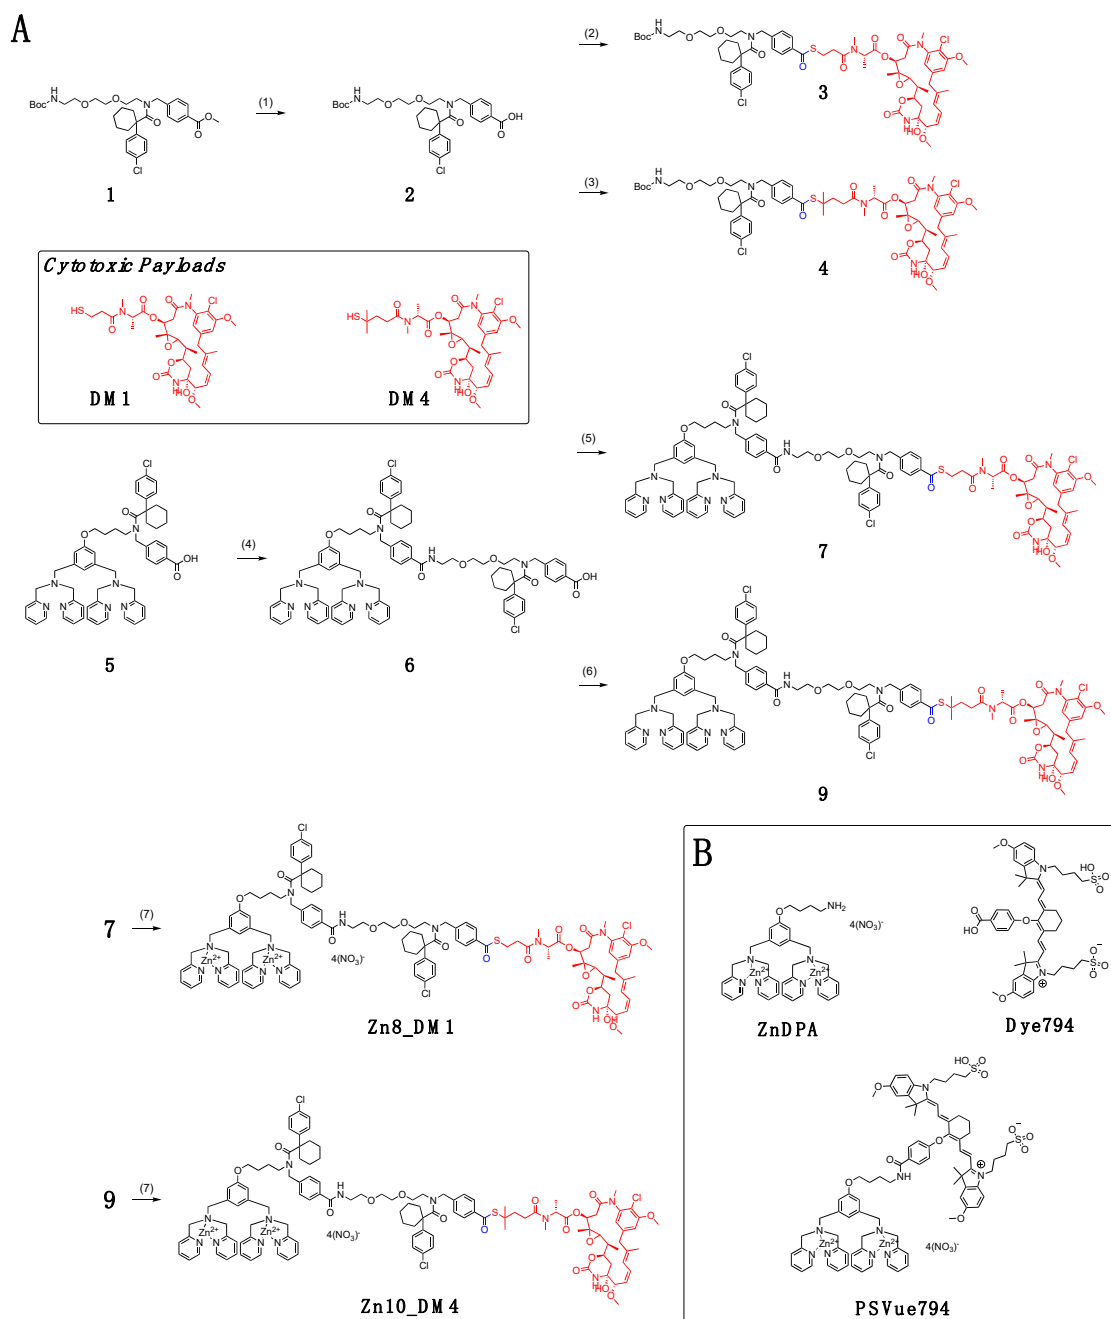 A
(1)
1
2
(2)
3
(3)
4
Cytotoxic Payloads
DM1
DM4
(4)
5
6
(5)
7
(6)
9
7
(7)
4(NO₃)⁻
Zn8_DM1
9
(7)
4(NO₃)⁻
Zn10_DM4
B
4(NO₃)⁻
ZnDPA
Dye794
4(NO₃)⁻
PSVue794